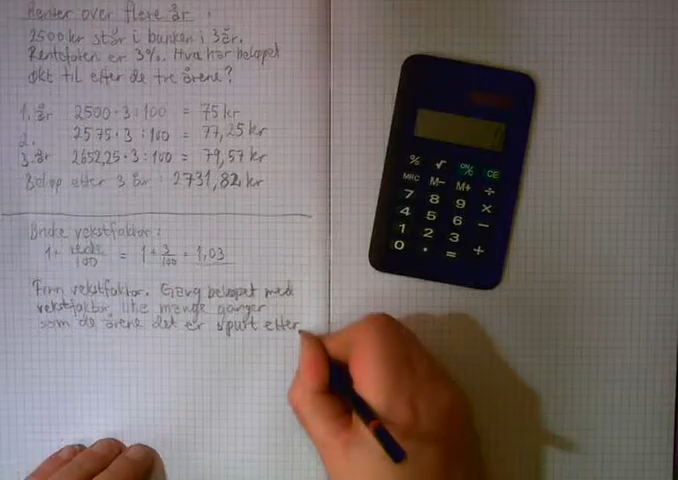 Renter over flere år.
2500 kr står i banken i 3 år.
Rentefoten er 3%. Hva har beløpet
økt til etter de tre årene?
1. år 2500 · 3 : 100 = 75 kr
2. 2575 · 3 : 100 = 77,25 kr
3. år 2652,25 · 3 : 100 = 79,57 kr
Beløp etter 3 år : 2731,82 kr
Bruke vekstfaktor :
1 + rente/100 = 1 + 3/100 = 1,03
Finn vekstfaktor. Gang beløpet med
vekstfaktor like mange ganger
som de årene det er spurt etter
0
% √ ON/C CE
MRC M- M+ ÷
7 8 9 ×
4 5 6 −
1 2 3 +
0 · =